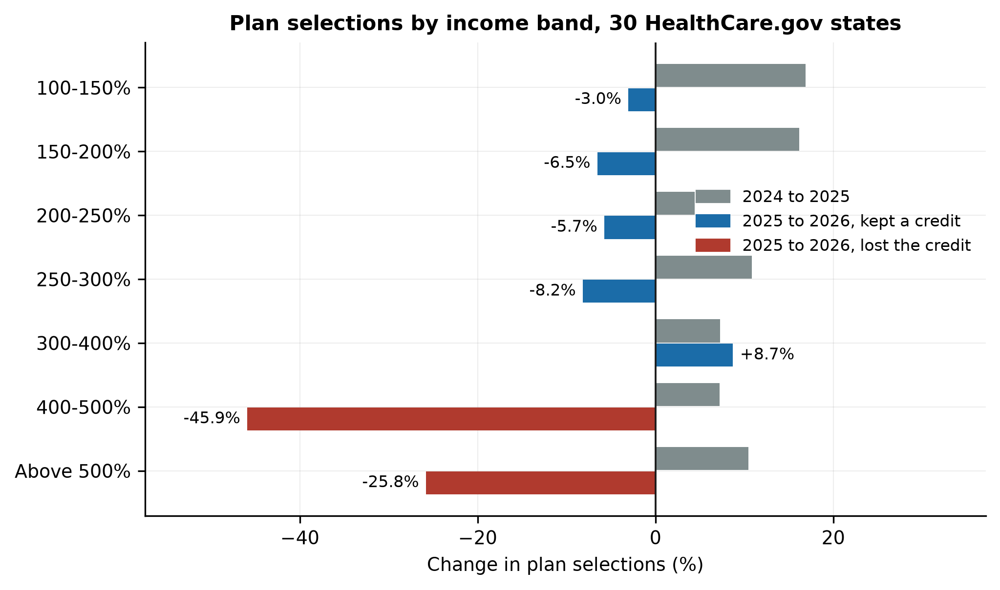 Plan selections by income band, 30 HealthCare.gov states
100-150%
-3.0%
150-200%
-6.5%
2024 to 2025
200-250%
-5.7%
2025 to 2026, kept a credit
2025 to 2026, lost the credit
250-300%
-8.2%
300-400%
+8.7%
400-500%
-45.9%
Above 500%
-25.8%
−40 −20 0 20
Change in plan selections (%)